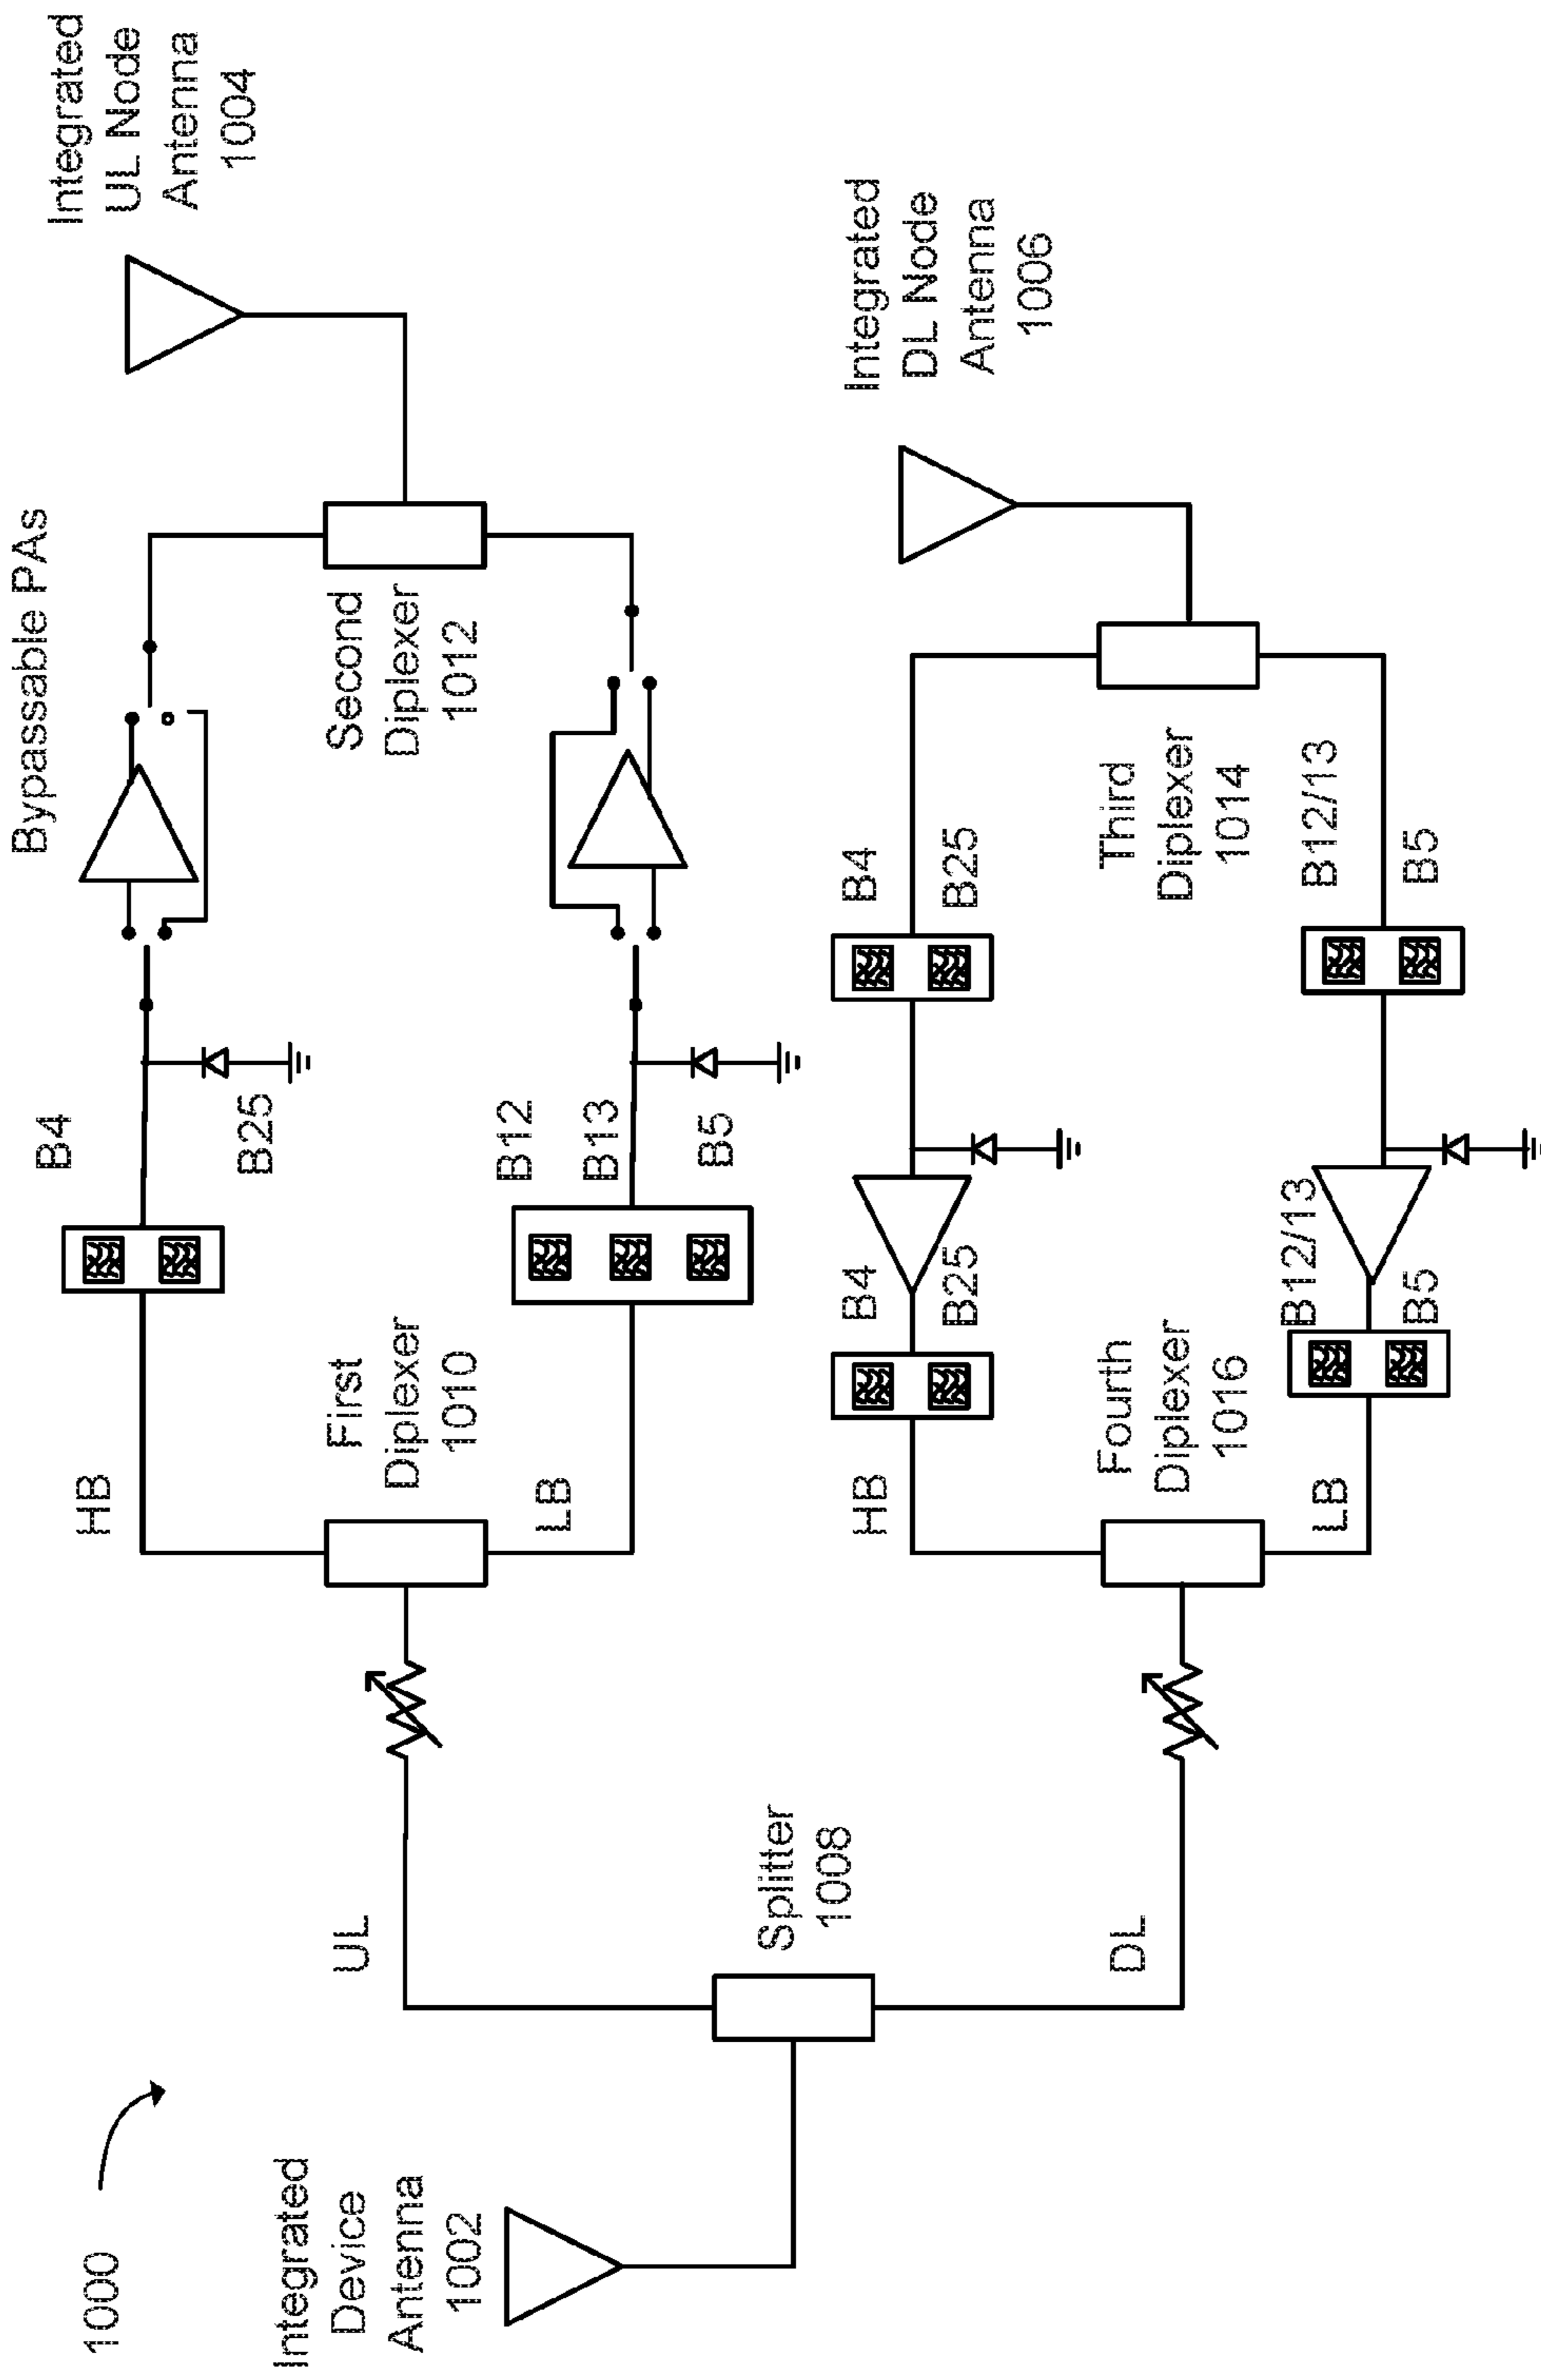 1000
Integrated
Device
Antenna
1002
Splitter
1008
UL
DL
HB
First
Diplexer
1010
LB
B4
B25
B12
B13
B5
Bypassable PAs
Second
Diplexer
1012
Integrated
UL Node
Antenna
1004
HB
Fourth
Diplexer
1016
LB
B4
B25
B12/13
B5
B4
B25
Third
Diplexer
1014
B12/13
B5
Integrated
DL Node
Antenna
1006